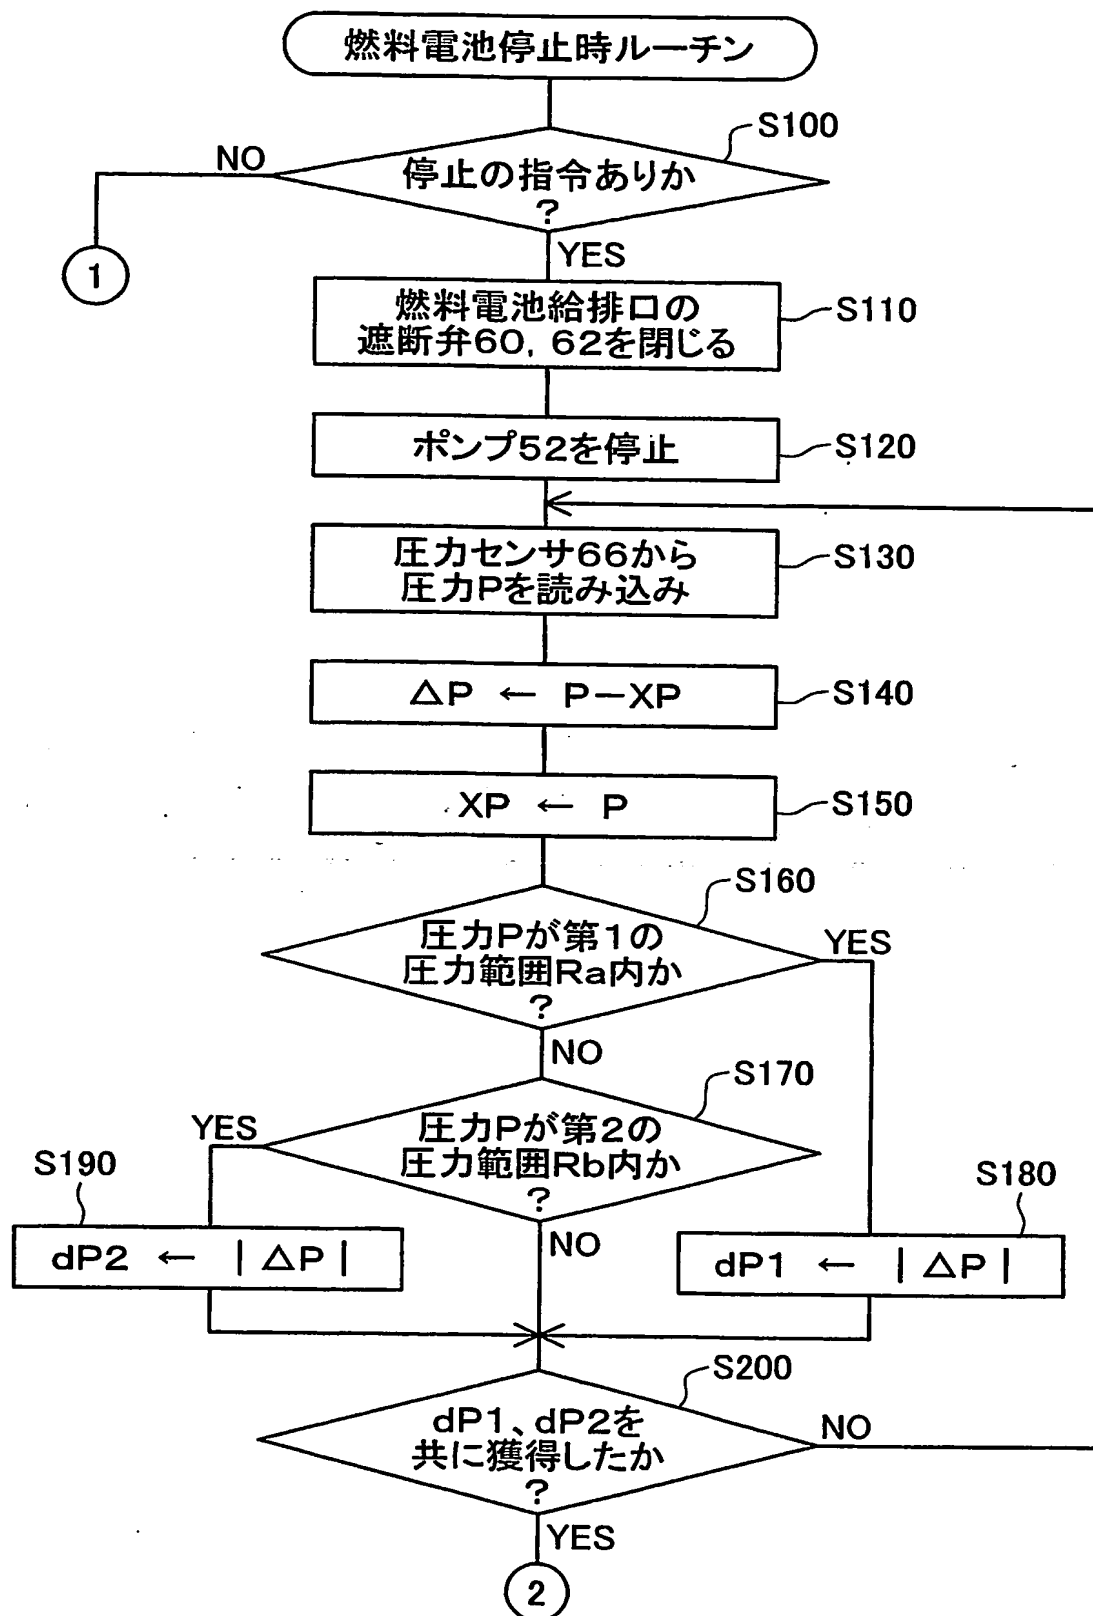 燃料電池停止時ルーチン
S100
NO
停止の指令ありか
?
YES
1
燃料電池給排口の
遮断弁60, 62を閉じる
S110
ポンプ52を停止
S120
圧力センサ66から
圧力Pを読み込み
S130
△P ← P－XP
S140
XP ← P
S150
S160
圧力Pが第1の
圧力範囲Ra内か
?
YES
NO
S170
圧力Pが第2の
圧力範囲Rb内か
?
YES
NO
S190
dP2 ← | △P |
S180
dP1 ← | △P |
S200
dP1、dP2を
共に獲得したか
?
NO
YES
2